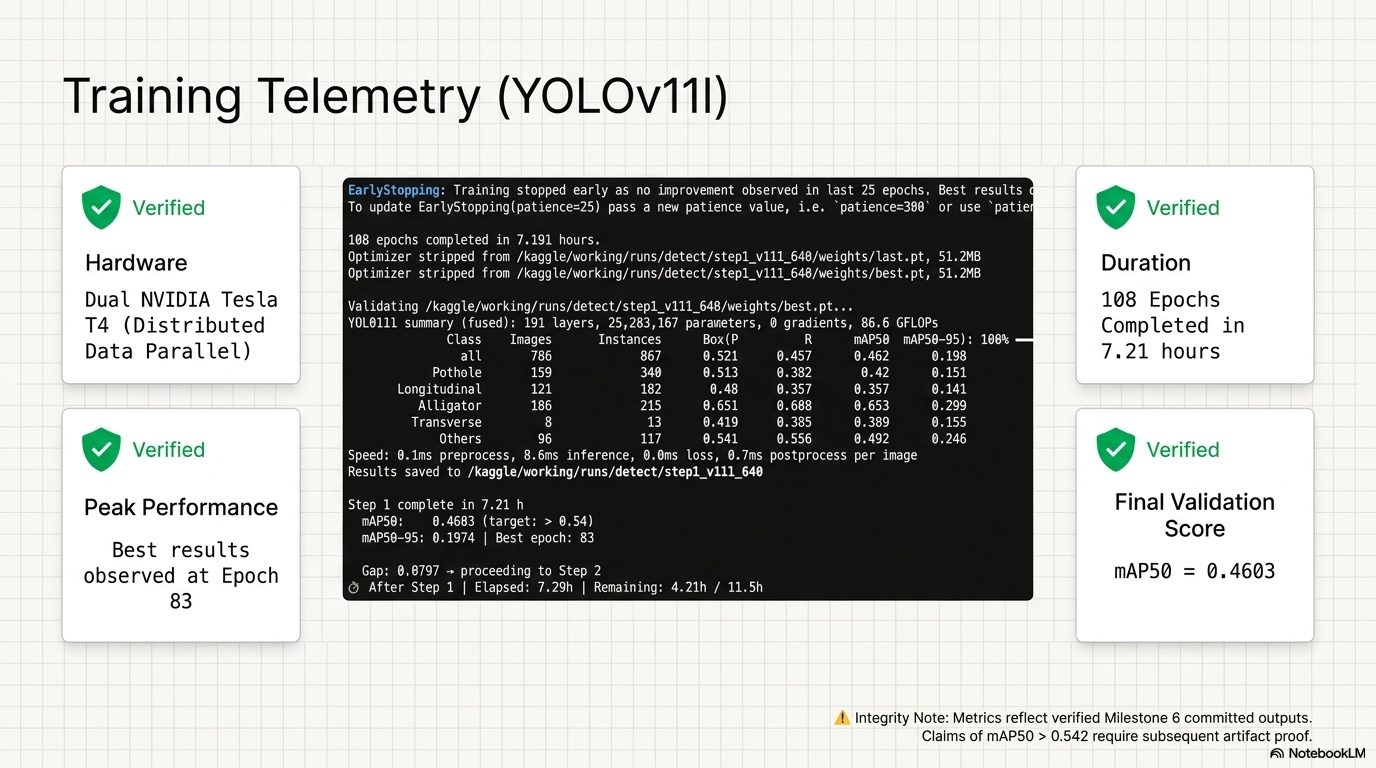 Training Telemetry (YOLOv11l)
Verified
Hardware
Dual NVIDIA Tesla
T4 (Distributed
Data Parallel)
Verified
Peak Performance
Best results
observed at Epoch
83
EarlyStopping: Training stopped early as no improvement observed in last 25 epochs. Best results
To update EarlyStopping(patience=25) pass a new patience value, i.e. `patience=380` or use `patien
108 epochs completed in 7.191 hours.
Optimizer stripped from /kaggle/working/runs/detect/step1_v111_640/weights/last.pt, 51.2MB
Optimizer stripped from /kaggle/working/runs/detect/step1_v111_640/weights/best.pt, 51.2MB
Validating /kaggle/working/runs/detect/step1_v111_648/weights/best.pt...
YOL0111 summary (fused): 191 layers, 25,283,167 parameters, 0 gradients, 86.6 GFLOPs
Class Images Instances Box(P R mAP50 mAP50-95): 100%
all 786 867 0.521 0.457 0.462 0.198
Pothole 159 340 0.513 0.382 0.42 0.151
Longitudinal 121 182 0.48 0.357 0.357 0.141
Alligator 186 215 0.651 0.688 0.653 0.299
Transverse 8 13 0.419 0.385 0.389 0.155
Others 96 117 0.541 0.556 0.492 0.246
Speed: 0.1ms preprocess, 8.6ms inference, 0.0ms loss, 0.7ms postprocess per image
Results saved to /kaggle/working/runs/detect/step1_v111_640
Step 1 complete in 7.21 h
mAP50: 0.4683 (target: > 0.54)
mAP50-95: 0.1974 | Best epoch: 83
Gap: 0.0797 → proceeding to Step 2
⏱ After Step 1 | Elapsed: 7.29h | Remaining: 4.21h / 11.5h
Verified
Duration
108 Epochs
Completed in
7.21 hours
Verified
Final Validation
Score
mAP50 = 0.4603
⚠️ Integrity Note: Metrics reflect verified Milestone 6 committed outputs.
Claims of mAP50 > 0.542 require subsequent artifact proof.
NotebookLM